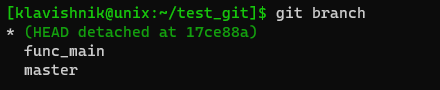 [klavishnik@unix:~/test_git]$ git branch
* (HEAD detached at 17ce88a)
  func_main
  master